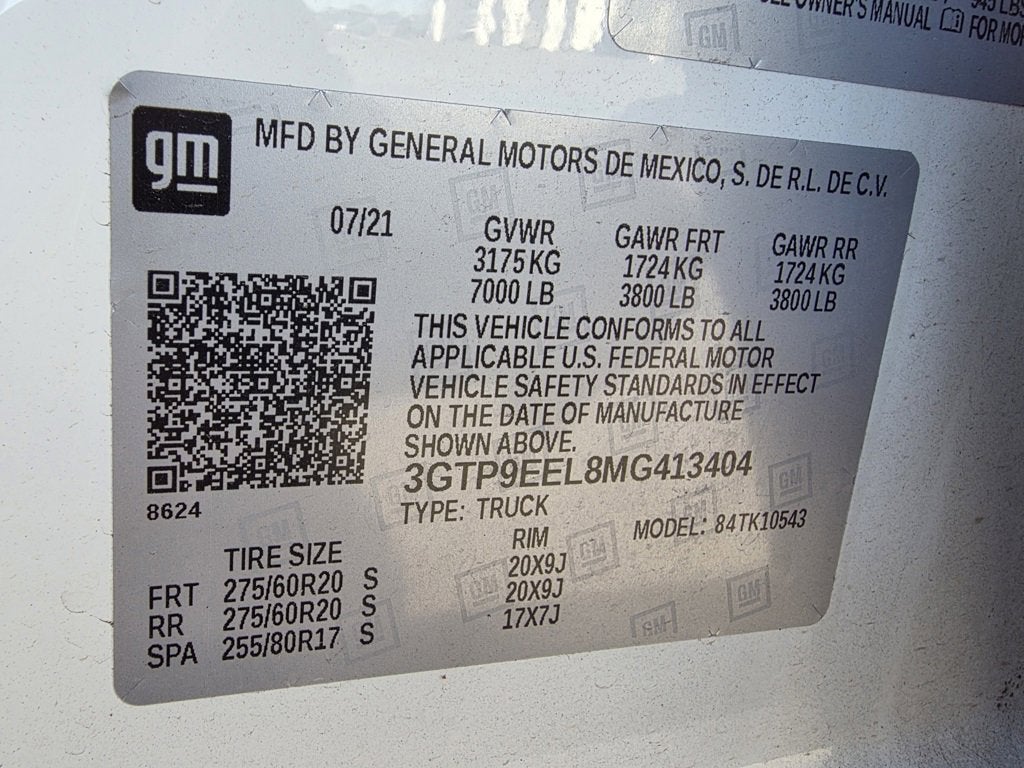 945 LBS
OWNER'S MANUAL FOR MOR
gm
MFD BY GENERAL MOTORS DE MEXICO, S. DE R.L. DE C.V.
07/21 GVWR GAWR FRT GAWR RR
3175 KG 1724 KG 1724 KG
7000 LB 3800 LB 3800 LB
THIS VEHICLE CONFORMS TO ALL
APPLICABLE U.S. FEDERAL MOTOR
VEHICLE SAFETY STANDARDS IN EFFECT
ON THE DATE OF MANUFACTURE
SHOWN ABOVE.
3GTP9EEL8MG413404
8624
TYPE: TRUCK MODEL: 84TK10543
TIRE SIZE RIM
FRT 275/60R20 S 20X9J
RR 275/60R20 S 20X9J
SPA 255/80R17 S 17X7J